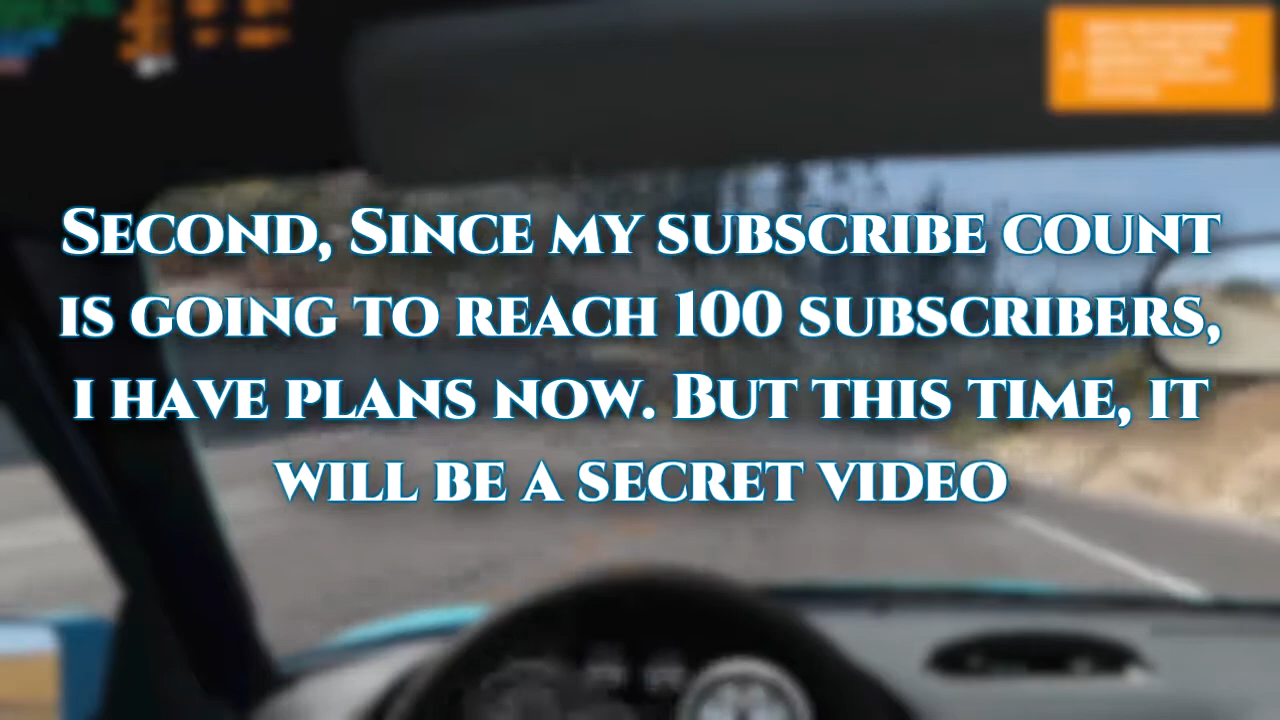 Second, Since my subscribe count
is going to reach 100 subscribers,
i have plans now. But this time, it
will be a secret video